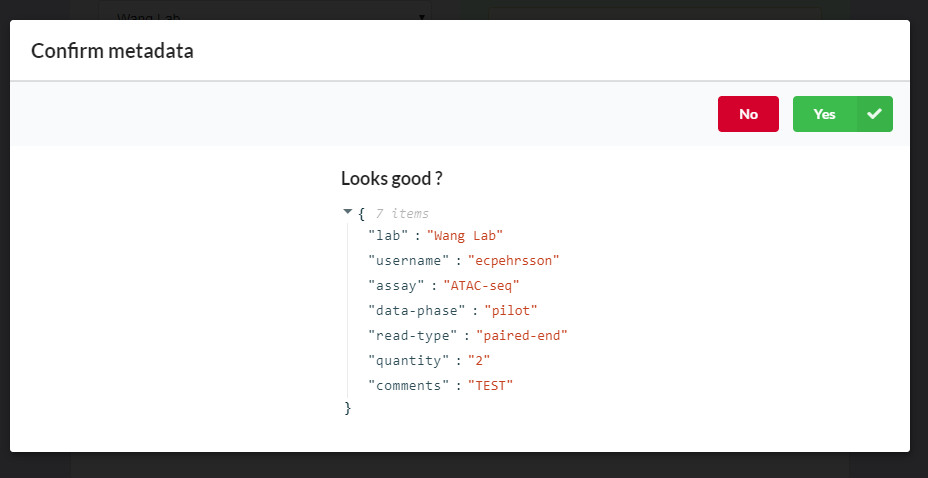 Wang Lab
Confirm metadata
No
Yes
Looks good ?
{ 7 items
"lab" : "Wang Lab"
"username" : "ecpehrsson"
"assay" : "ATAC-seq"
"data-phase" : "pilot"
"read-type" : "paired-end"
"quantity" : "2"
"comments" : "TEST"
}